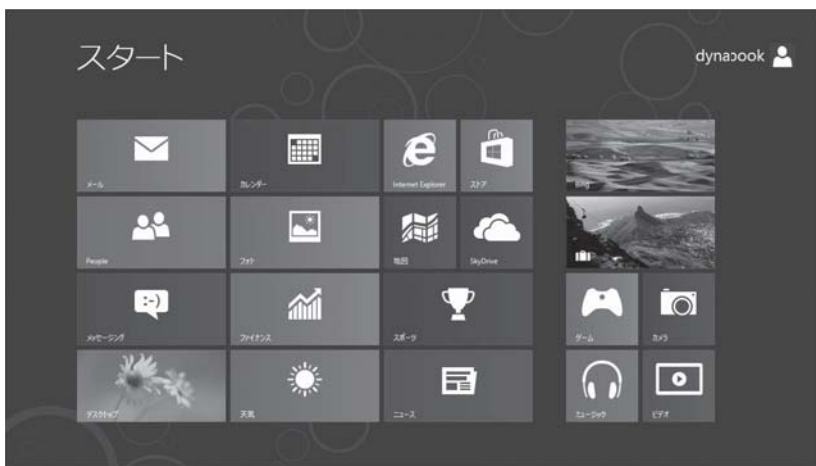 スタート
dynabook
メール
カレンダー
Internet Explorer
ストア
Bing
People
フォト
地図
SkyDrive
メッセージング
ファイナンス
スポーツ
ゲーム
カメラ
デスクトップ
天気
ニュース
ミュージック
ビデオ